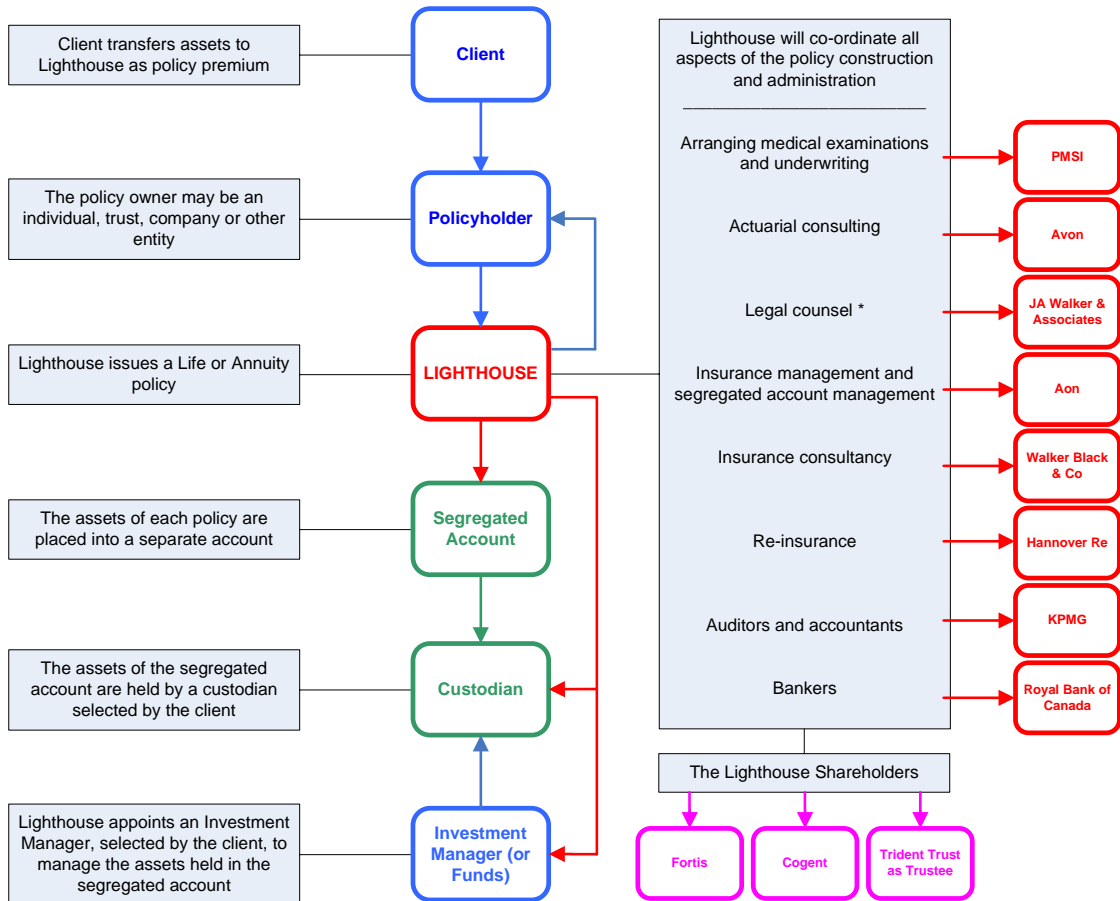 Client transfers assets to
Lighthouse as policy premium
Client
The policy owner may be an
individual, trust, company or other
entity
Policyholder
Lighthouse issues a Life or Annuity
policy
LIGHTHOUSE
The assets of each policy are
placed into a separate account
Segregated
Account
The assets of the segregated
account are held by a custodian
selected by the client
Custodian
Lighthouse appoints an Investment
Manager, selected by the client, to
manage the assets held in the
segregated account
Investment
Manager (or
Funds)
Lighthouse will co-ordinate all
aspects of the policy construction
and administration
Arranging medical examinations
and underwriting
PMSI
Actuarial consulting
Avon
Legal counsel *
JA Walker &
Associates
Insurance management and
segregated account management
Aon
Insurance consultancy
Walker Black
& Co
Re-insurance
Hannover Re
Auditors and accountants
KPMG
Bankers
Royal Bank of
Canada
The Lighthouse Shareholders
Fortis
Cogent
Trident Trust
as Trustee